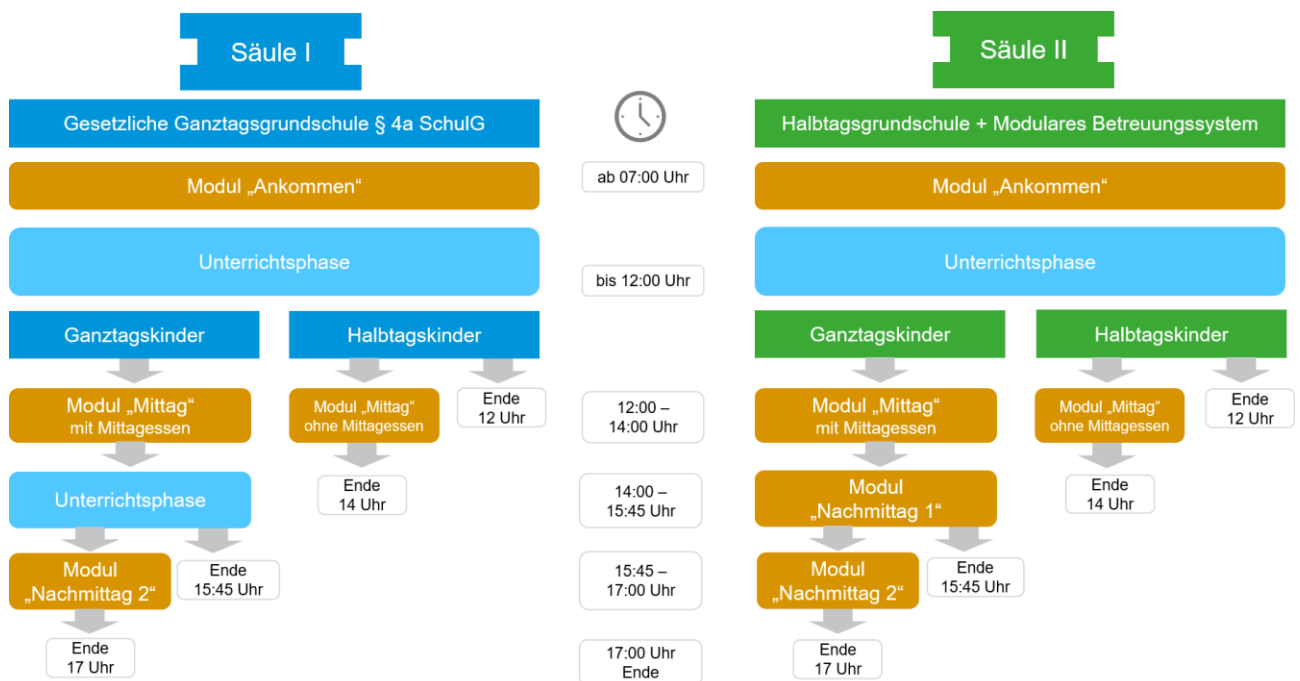 Säule I
Säule II
Gesetzliche Ganztagsgrundschule § 4a SchulG
Halbtagsgrundschule + Modulares Betreuungssystem
Modul „Ankommen“
ab 07:00 Uhr
Modul „Ankommen“
Unterrichtsphase
bis 12:00 Uhr
Unterrichtsphase
Ganztagskinder
Halbtagskinder
Ganztagskinder
Halbtagskinder
Modul „Mittag“
mit Mittagessen
Modul „Mittag“
ohne Mittagessen
Ende
12 Uhr
12:00 –
14:00 Uhr
Modul „Mittag“
mit Mittagessen
Modul „Mittag“
ohne Mittagessen
Ende
12 Uhr
Unterrichtsphase
Ende
14 Uhr
14:00 –
15:45 Uhr
Modul
„Nachmittag 1“
Ende
14 Uhr
Modul
„Nachmittag 2“
Ende
15:45 Uhr
15:45 –
17:00 Uhr
Modul
„Nachmittag 2“
Ende
15:45 Uhr
Ende
17 Uhr
17:00 Uhr
Ende
Ende
17 Uhr